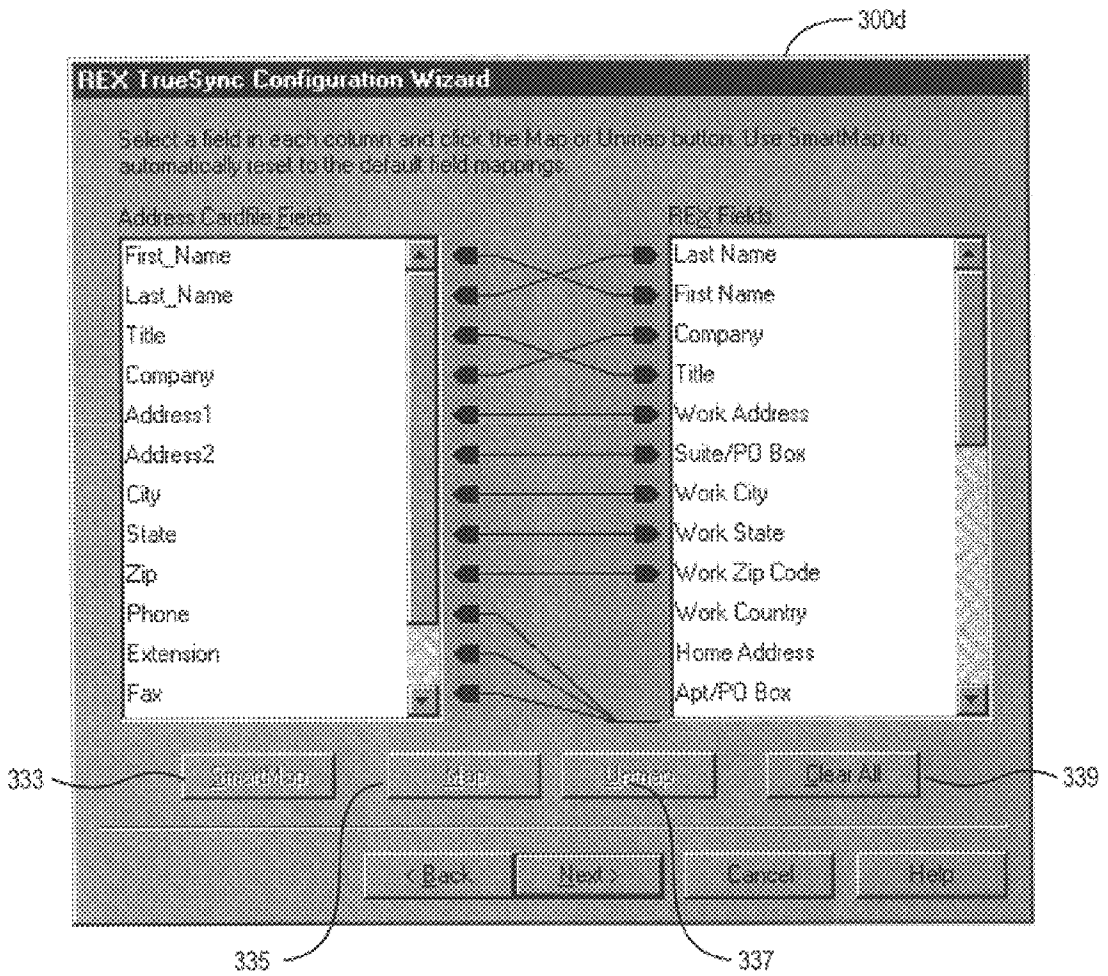 300d
REX TrueSync Configuration Wizard
Select a field in each column and click the Map or Unmap button. Use SmartMap to
automatically reset to the default field mappings.
Address Cardfile Fields
REX Fields
First_Name
Last Name
Last_Name
First Name
Title
Company
Company
Title
Address1
Work Address
Address2
Suite/PO Box
City
Work City
State
Work State
Zip
Work Zip Code
Phone
Work Country
Extension
Home Address
Fax
Apt/PO Box
333
SmartMap
Map
Unmap
Clear All
339
< Back
Next >
Cancel
Help
335
337